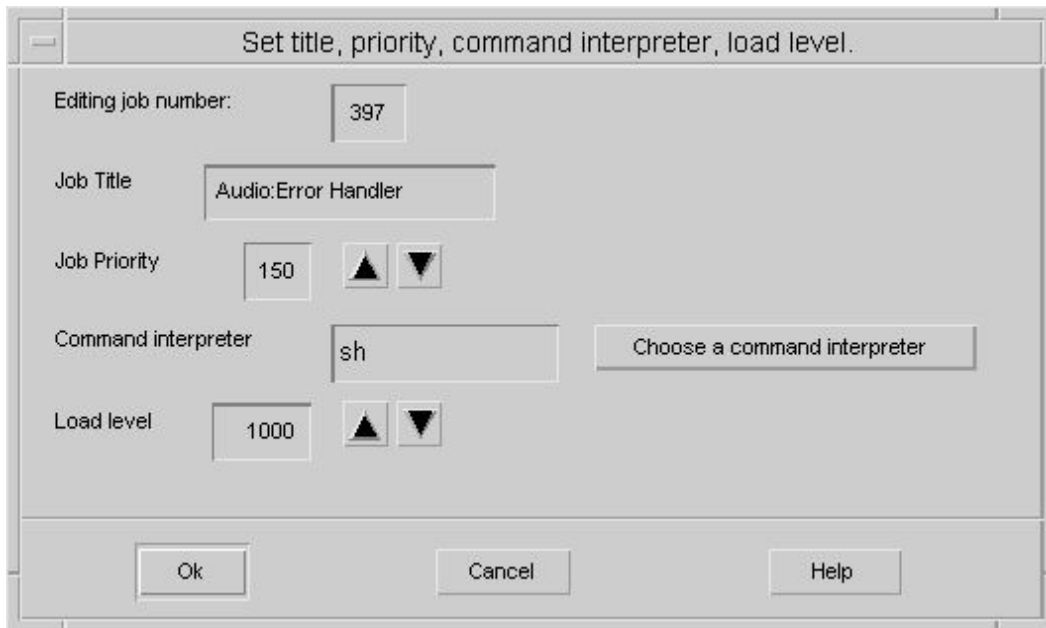 Set title, priority, command interpreter, load level.
Editing job number: 397
Job Title Audio:Error Handler
Job Priority 150
Command interpreter sh Choose a command interpreter
Load level 1000
Ok Cancel Help